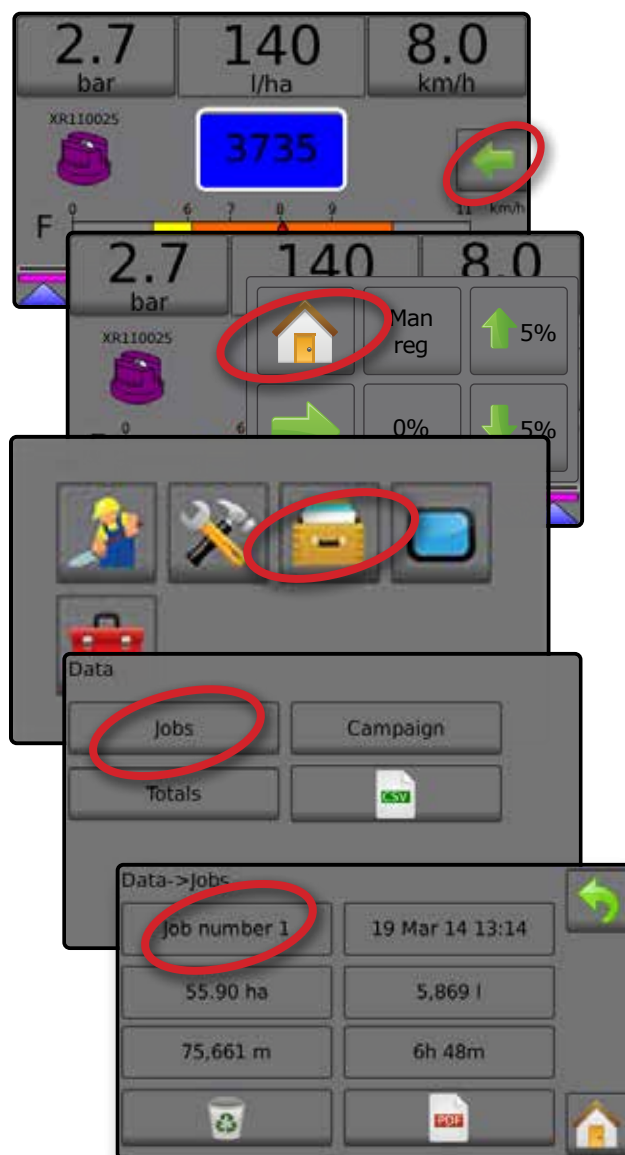 2.7 140 8.0
bar l/ha km/h
XR110025
3735
0 6 7 8 9 11 km/h
F
2.7 140 8.0
bar
XR110025
Man
reg
5%
0 6
0%
5%
Data
Jobs Campaign
Totals CSV
Data->Jobs
Job number 1 19 Mar 14 13:14
55.90 ha 5,869 l
75,661 m 6h 48m
PDF